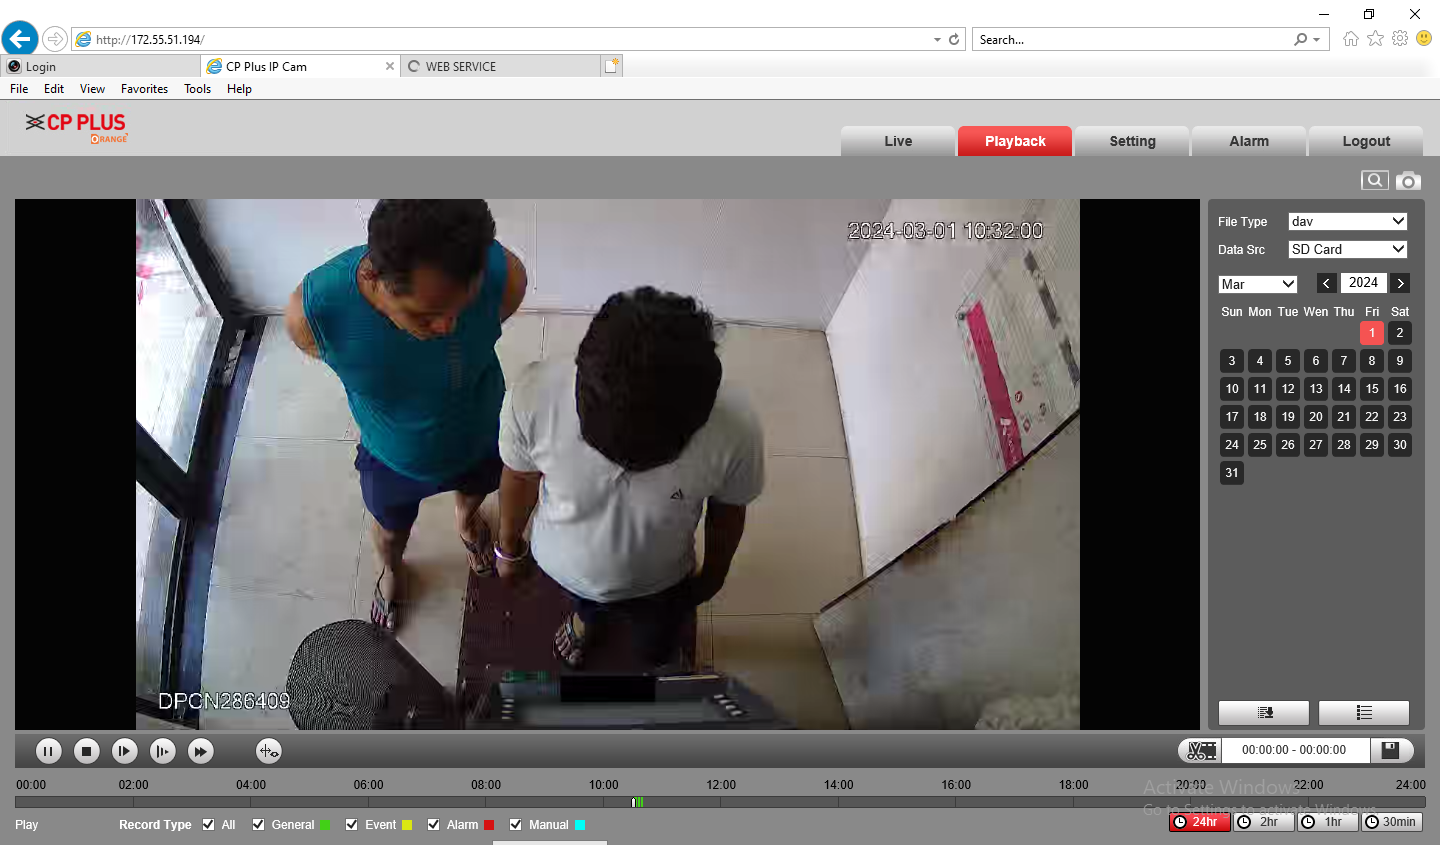 http://172.55.51.194/
Search...
Login
CP Plus IP Cam
WEB SERVICE
File Edit View Favorites Tools Help
CP PLUS
ORANGE
Live Playback Setting Alarm Logout
2024-03-01 10:32:00
File Type dav
Data Src SD Card
Mar 2024
Sun Mon Tue Wen Thu Fri Sat
1 2
3 4 5 6 7 8 9
10 11 12 13 14 15 16
17 18 19 20 21 22 23
24 25 26 27 28 29 30
31
DPCN286409
00:00:00 - 00:00:00
00:00 02:00 04:00 06:00 08:00 10:00 12:00 14:00 16:00 18:00 20:00 22:00 24:00
Activate Windows
Go to Settings to activate Windows.
Play Record Type All General Event Alarm Manual
24hr 2hr 1hr 30min